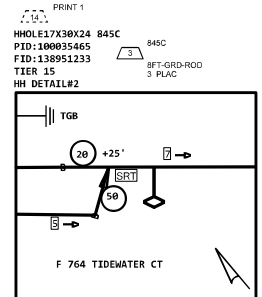 PRINT 1
14
HHOLE17X30X24 845C
PID:100035465
FID:138951233
TIER 15
HH DETAIL#2
3
845C
8FT-GRD-ROD
3 PLAC
TGB
20
+25'
7
B
SRT
50
5
F 764 TIDEWATER CT